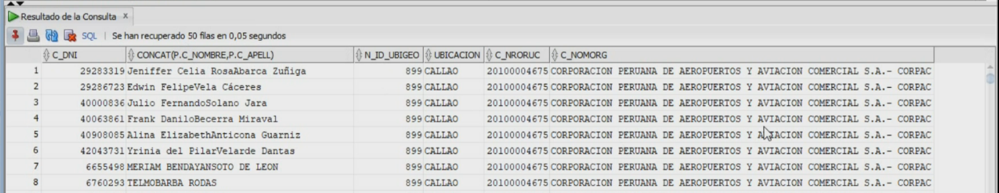 Resultado de la Consulta x
SQL | Se han recuperado 50 filas en 0,05 segundos
C_DNI CONCAT(P.C_NOMBRE,P.C_APELL) N_ID_UBIGEO UBICACION C_NRORUC C_NOMORG
1 29283319 Jeniffer Celia RosaAbarca Zuñiga 899 CALLAO 20100004675 CORPORACION PERUANA DE AEROPUERTOS Y AVIACION COMERCIAL S.A.- CORPAC
2 29286723 Edwin FelipeVela Cáceres 899 CALLAO 20100004675 CORPORACION PERUANA DE AEROPUERTOS Y AVIACION COMERCIAL S.A.- CORPAC
3 40000836 Julio FernandoSolano Jara 899 CALLAO 20100004675 CORPORACION PERUANA DE AEROPUERTOS Y AVIACION COMERCIAL S.A.- CORPAC
4 40063861 Frank DaniloBecerra Miraval 899 CALLAO 20100004675 CORPORACION PERUANA DE AEROPUERTOS Y AVIACION COMERCIAL S.A.- CORPAC
5 40908085 Alina ElizabethAnticona Guarniz 899 CALLAO 20100004675 CORPORACION PERUANA DE AEROPUERTOS Y AVIACION COMERCIAL S.A.- CORPAC
6 42043731 Yrinia del PilarVelarde Dantas 899 CALLAO 20100004675 CORPORACION PERUANA DE AEROPUERTOS Y AVIACION COMERCIAL S.A.- CORPAC
7 6655498 MERIAM BENDAYANSOTO DE LEON 899 CALLAO 20100004675 CORPORACION PERUANA DE AEROPUERTOS Y AVIACION COMERCIAL S.A.- CORPAC
8 6760293 TELMOBARBA RODAS 899 CALLAO 20100004675 CORPORACION PERUANA DE AEROPUERTOS Y AVIACION COMERCIAL S.A.- CORPAC